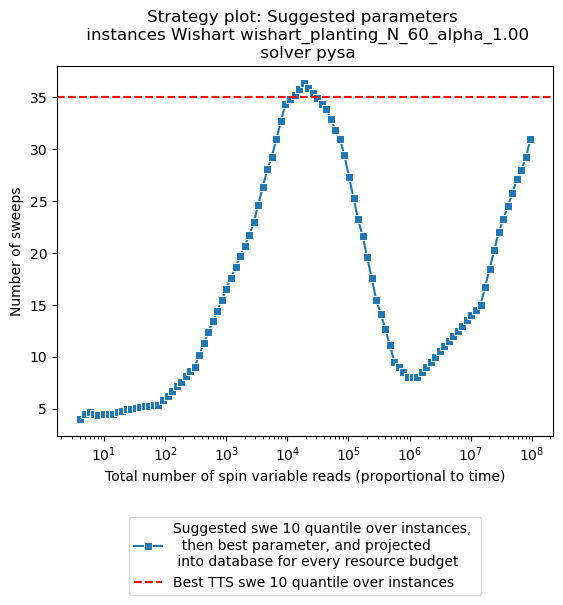 Strategy plot: Suggested parameters
instances Wishart wishart_planting_N_60_alpha_1.00
solver pysa
Number of sweeps
35
30
25
20
15
10
5
10¹ 10² 10³ 10⁴ 10⁵ 10⁶ 10⁷ 10⁸
Total number of spin variable reads (proportional to time)
Suggested swe 10 quantile over instances,
then best parameter, and projected
into database for every resource budget
Best TTS swe 10 quantile over instances